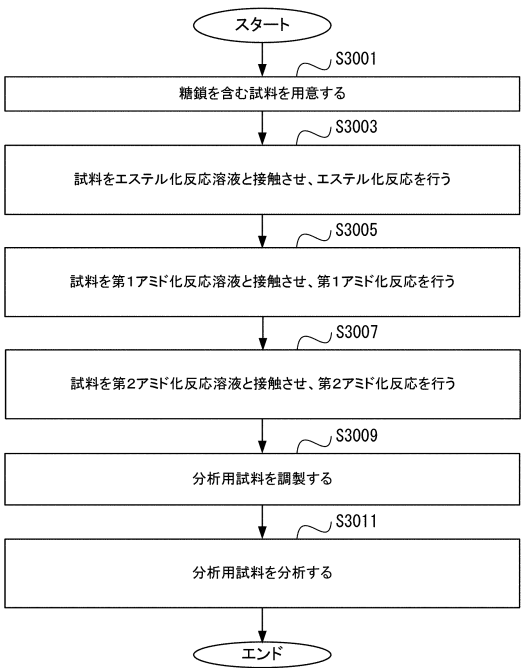 スタート
S3001
糖鎖を含む試料を用意する
S3003
試料をエステル化反応溶液と接触させ、エステル化反応を行う
S3005
試料を第1アミド化反応溶液と接触させ、第1アミド化反応を行う
S3007
試料を第2アミド化反応溶液と接触させ、第2アミド化反応を行う
S3009
分析用試料を調製する
S3011
分析用試料を分析する
エンド